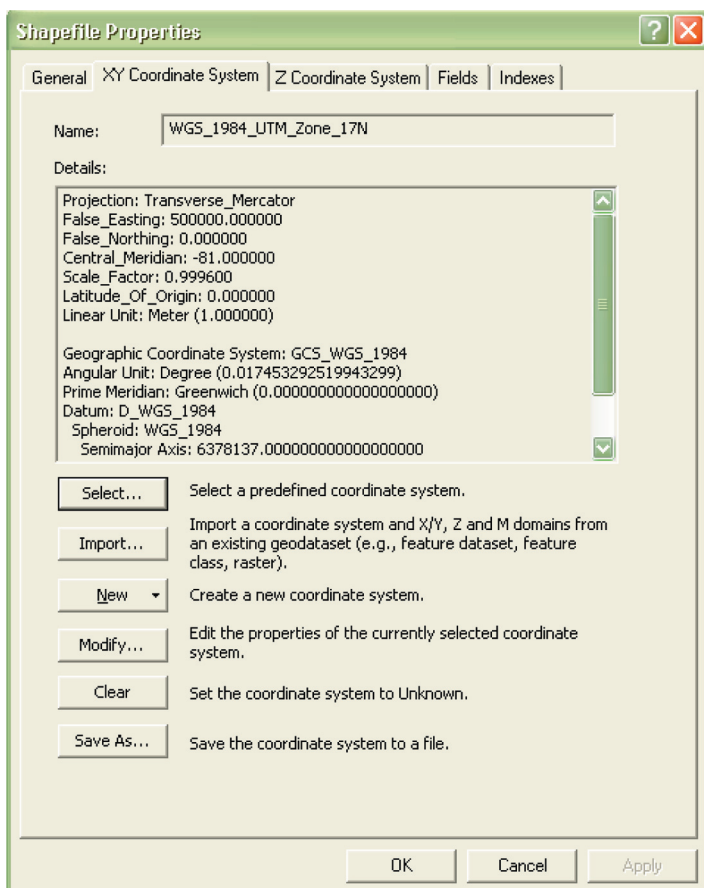 Shapefile Properties
General XY Coordinate System Z Coordinate System Fields Indexes
Name: WGS_1984_UTM_Zone_17N
Details:
Projection: Transverse_Mercator
False_Easting: 500000.000000
False_Northing: 0.000000
Central_Meridian: -81.000000
Scale_Factor: 0.999600
Latitude_Of_Origin: 0.000000
Linear Unit: Meter (1.000000)
Geographic Coordinate System: GCS_WGS_1984
Angular Unit: Degree (0.017453292519943299)
Prime Meridian: Greenwich (0.000000000000000000)
Datum: D_WGS_1984
Spheroid: WGS_1984
Semimajor Axis: 6378137.000000000000000000
Select... Select a predefined coordinate system.
Import... Import a coordinate system and X/Y, Z and M domains from
an existing geodataset (e.g., feature dataset, feature
class, raster).
New Create a new coordinate system.
Modify... Edit the properties of the currently selected coordinate
system.
Clear Set the coordinate system to Unknown.
Save As... Save the coordinate system to a file.
OK Cancel Apply